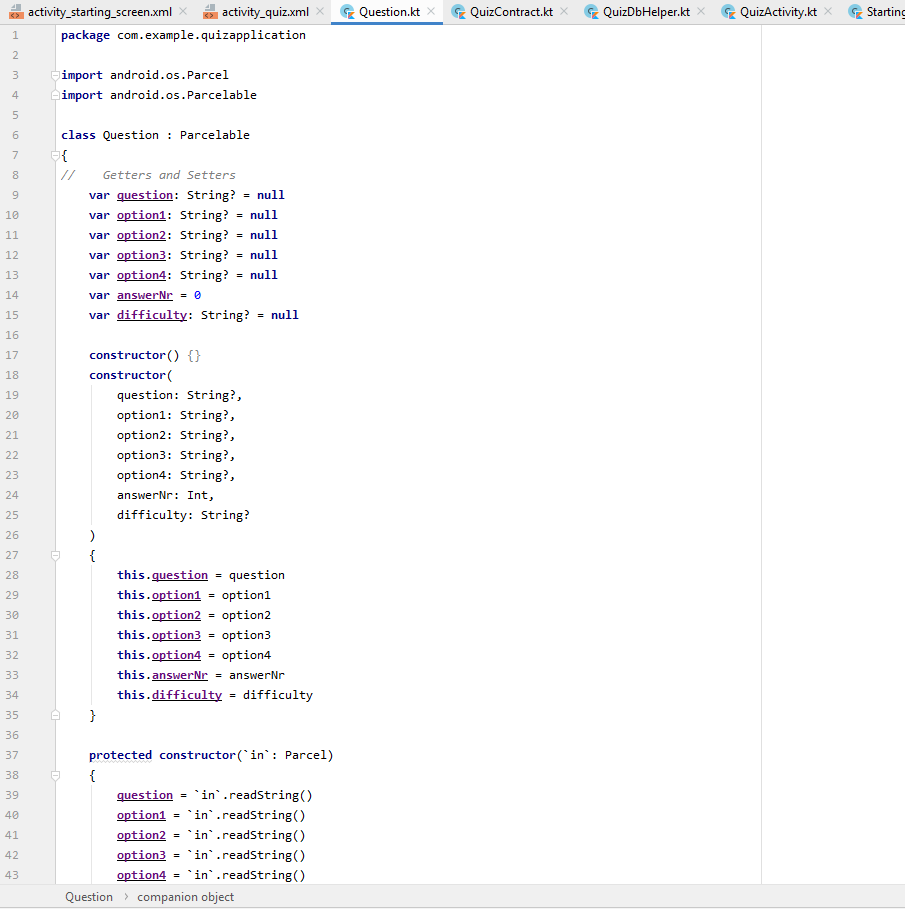 activity_starting_screen.xml activity_quiz.xml Question.kt QuizContract.kt QuizDbHelper.kt QuizActivity.kt Starting
1 package com.example.quizapplication
2
3 import android.os.Parcel
4 import android.os.Parcelable
5
6 class Question : Parcelable
7 {
8 // Getters and Setters
9 var question: String? = null
10 var option1: String? = null
11 var option2: String? = null
12 var option3: String? = null
13 var option4: String? = null
14 var answerNr = 0
15 var difficulty: String? = null
16
17 constructor() {}
18 constructor(
19 question: String?,
20 option1: String?,
21 option2: String?,
22 option3: String?,
23 option4: String?,
24 answerNr: Int,
25 difficulty: String?
26 )
27 {
28 this.question = question
29 this.option1 = option1
30 this.option2 = option2
31 this.option3 = option3
32 this.option4 = option4
33 this.answerNr = answerNr
34 this.difficulty = difficulty
35 }
36
37 protected constructor(`in`: Parcel)
38 {
39 question = `in`.readString()
40 option1 = `in`.readString()
41 option2 = `in`.readString()
42 option3 = `in`.readString()
43 option4 = `in`.readString()
Question › companion object